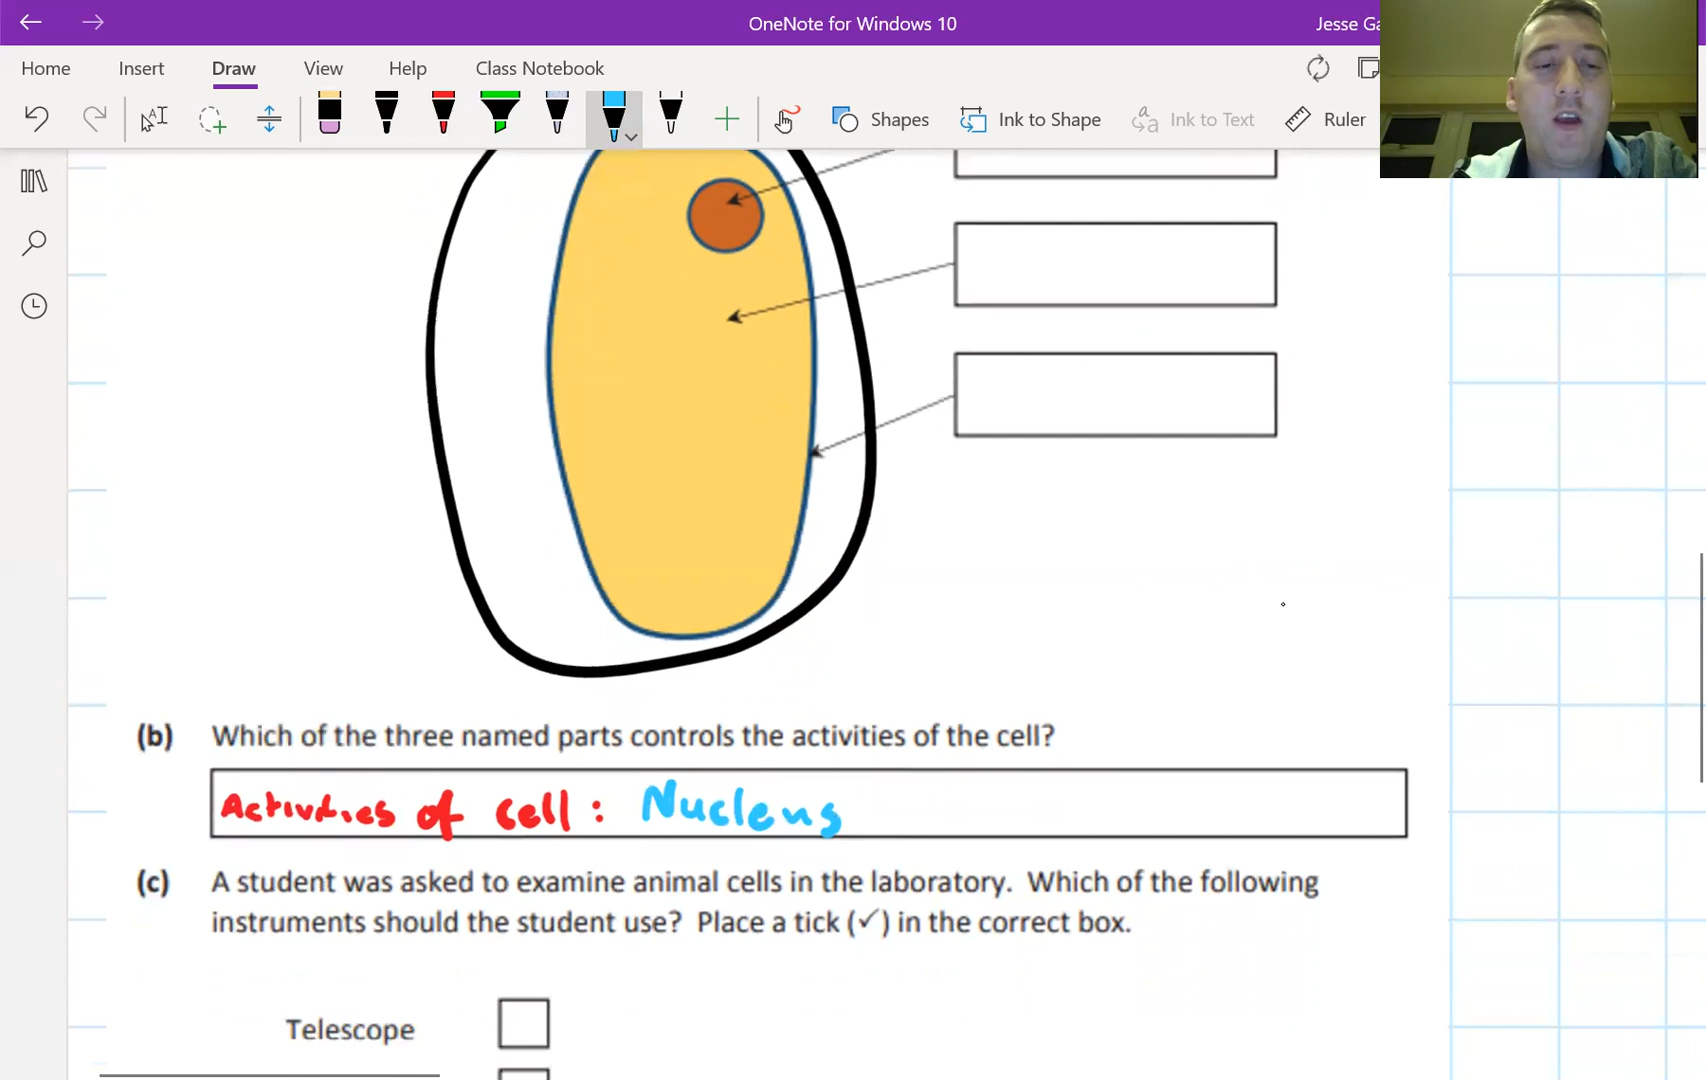 OneNote for Windows 10
Jesse Ga
Home Insert Draw View Help Class Notebook
Shapes Ink to Shape Ink to Text Ruler
(b) Which of the three named parts controls the activities of the cell?
Activities of cell: Nucleus
(c) A student was asked to examine animal cells in the laboratory. Which of the following
instruments should the student use? Place a tick (✓) in the correct box.
Telescope